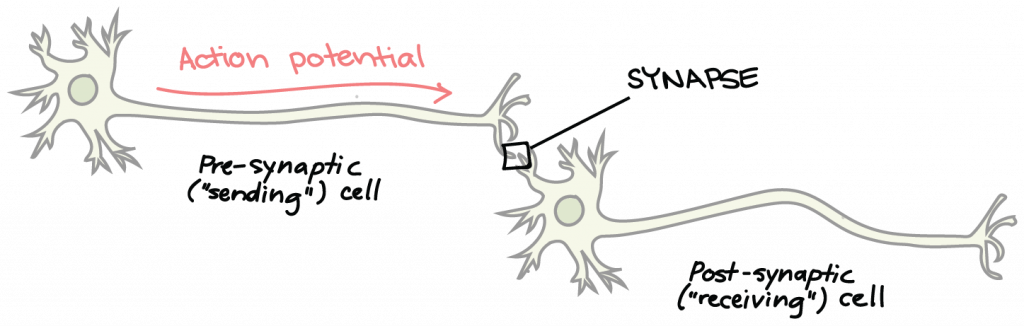 Action potential
SYNAPSE
Pre-synaptic
("sending") cell
Post-synaptic
("receiving") cell